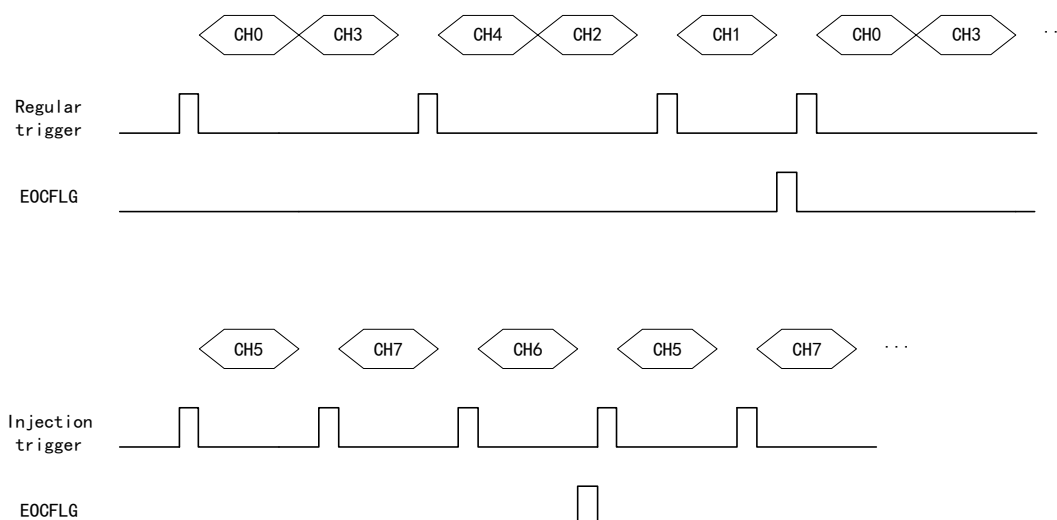 CH0 CH3 CH4 CH2 CH1 CH0 CH3 ..
Regular
trigger
EOCFLG
CH5 CH7 CH6 CH5 CH7 ...
Injection
trigger
EOCFLG